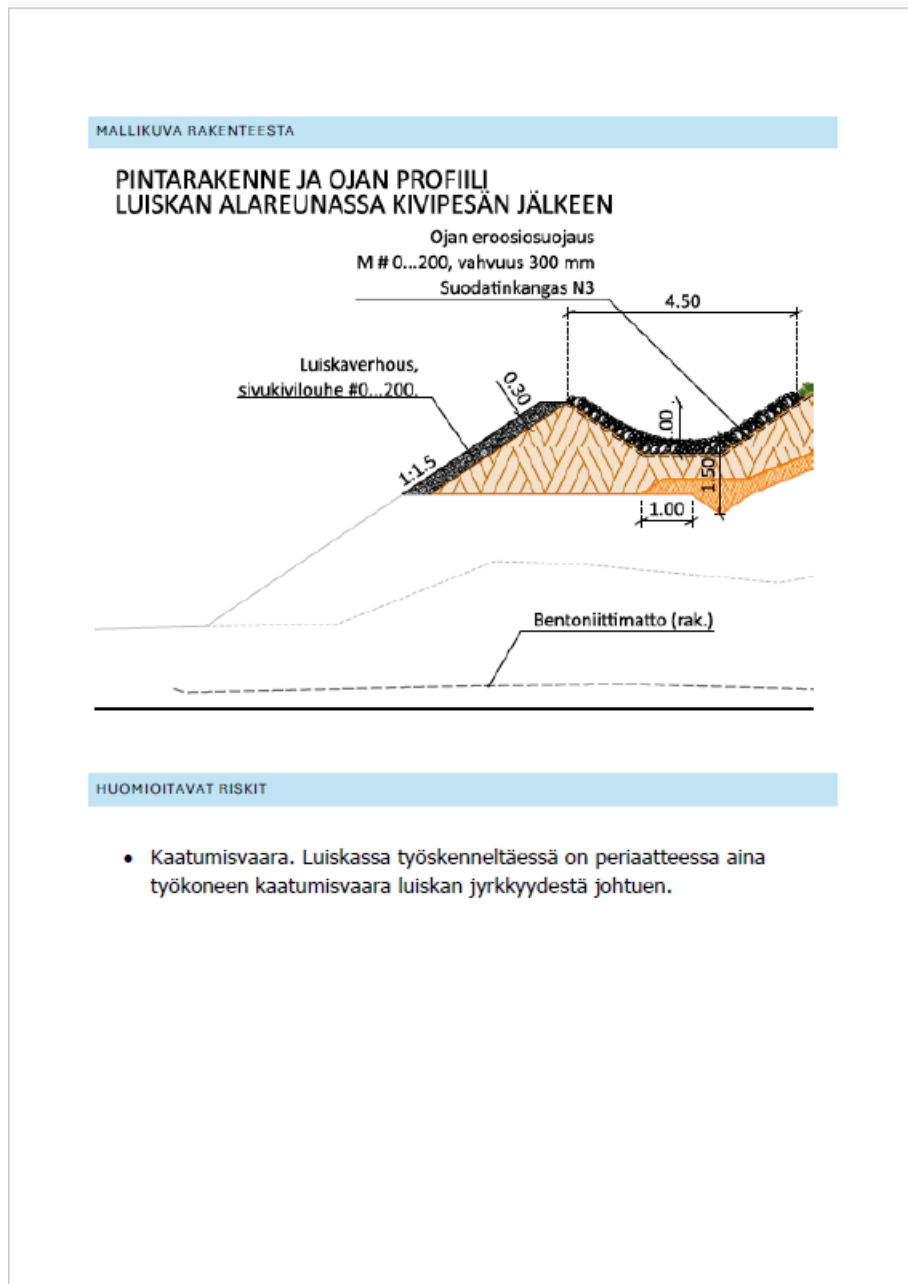 MALLIKUVA RAKENTEESTA
PINTARAKENNE JA OJAN PROFIILI
LUISKAN ALAREUNASSA KIVIPESÄN JÄLKEEN
Ojan eroosiosuojaus
M # 0...200, vahvuus 300 mm
Suodatinkangas N3
4.50
Luiskaverhous,
sivukivilouhe #0...200.
0.30
.00
1:1.5
1.50
1.00
Bentoniittimatto (rak.)
HUOMIOITAVAT RISKIT
• Kaatumisvaara. Luiskassa työskenneltäessä on periaatteessa aina
työkoneen kaatumisvaara luiskan jyrkkyydestä johtuen.